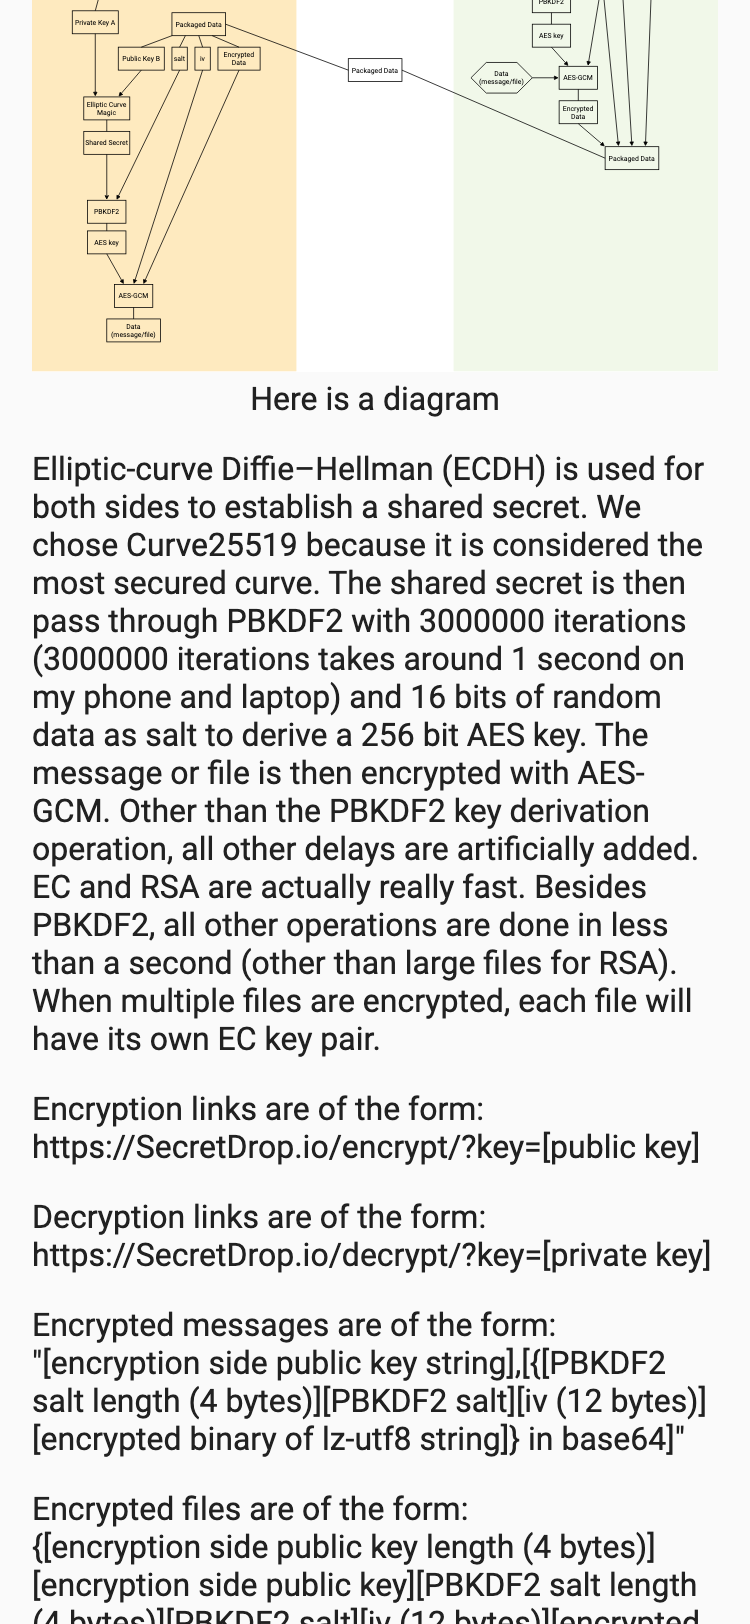 Private Key A
Packaged Data
Public Key B
salt
iv
Encrypted
Data
Elliptic Curve
Magic
Shared Secret
PBKDF2
AES key
AES-GCM
Data
(message/file)
Packaged Data
PBKDF2
AES key
Data
(message/file)
AES-GCM
Encrypted
Data
Packaged Data
Here is a diagram
Elliptic-curve Diffie–Hellman (ECDH) is used for
both sides to establish a shared secret. We
chose Curve25519 because it is considered the
most secured curve. The shared secret is then
pass through PBKDF2 with 3000000 iterations
(3000000 iterations takes around 1 second on
my phone and laptop) and 16 bits of random
data as salt to derive a 256 bit AES key. The
message or file is then encrypted with AES-
GCM. Other than the PBKDF2 key derivation
operation, all other delays are artificially added.
EC and RSA are actually really fast. Besides
PBKDF2, all other operations are done in less
than a second (other than large files for RSA).
When multiple files are encrypted, each file will
have its own EC key pair.
Encryption links are of the form:
https://SecretDrop.io/encrypt/?key=[public key]
Decryption links are of the form:
https://SecretDrop.io/decrypt/?key=[private key]
Encrypted messages are of the form:
"[encryption side public key string],[{[PBKDF2
salt length (4 bytes)][PBKDF2 salt][iv (12 bytes)]
[encrypted binary of lz-utf8 string]} in base64]"
Encrypted files are of the form:
{[encryption side public key length (4 bytes)]
[encryption side public key][PBKDF2 salt length
(4 bytes)][PBKDF2 salt][iv (12 bytes)][encrypted